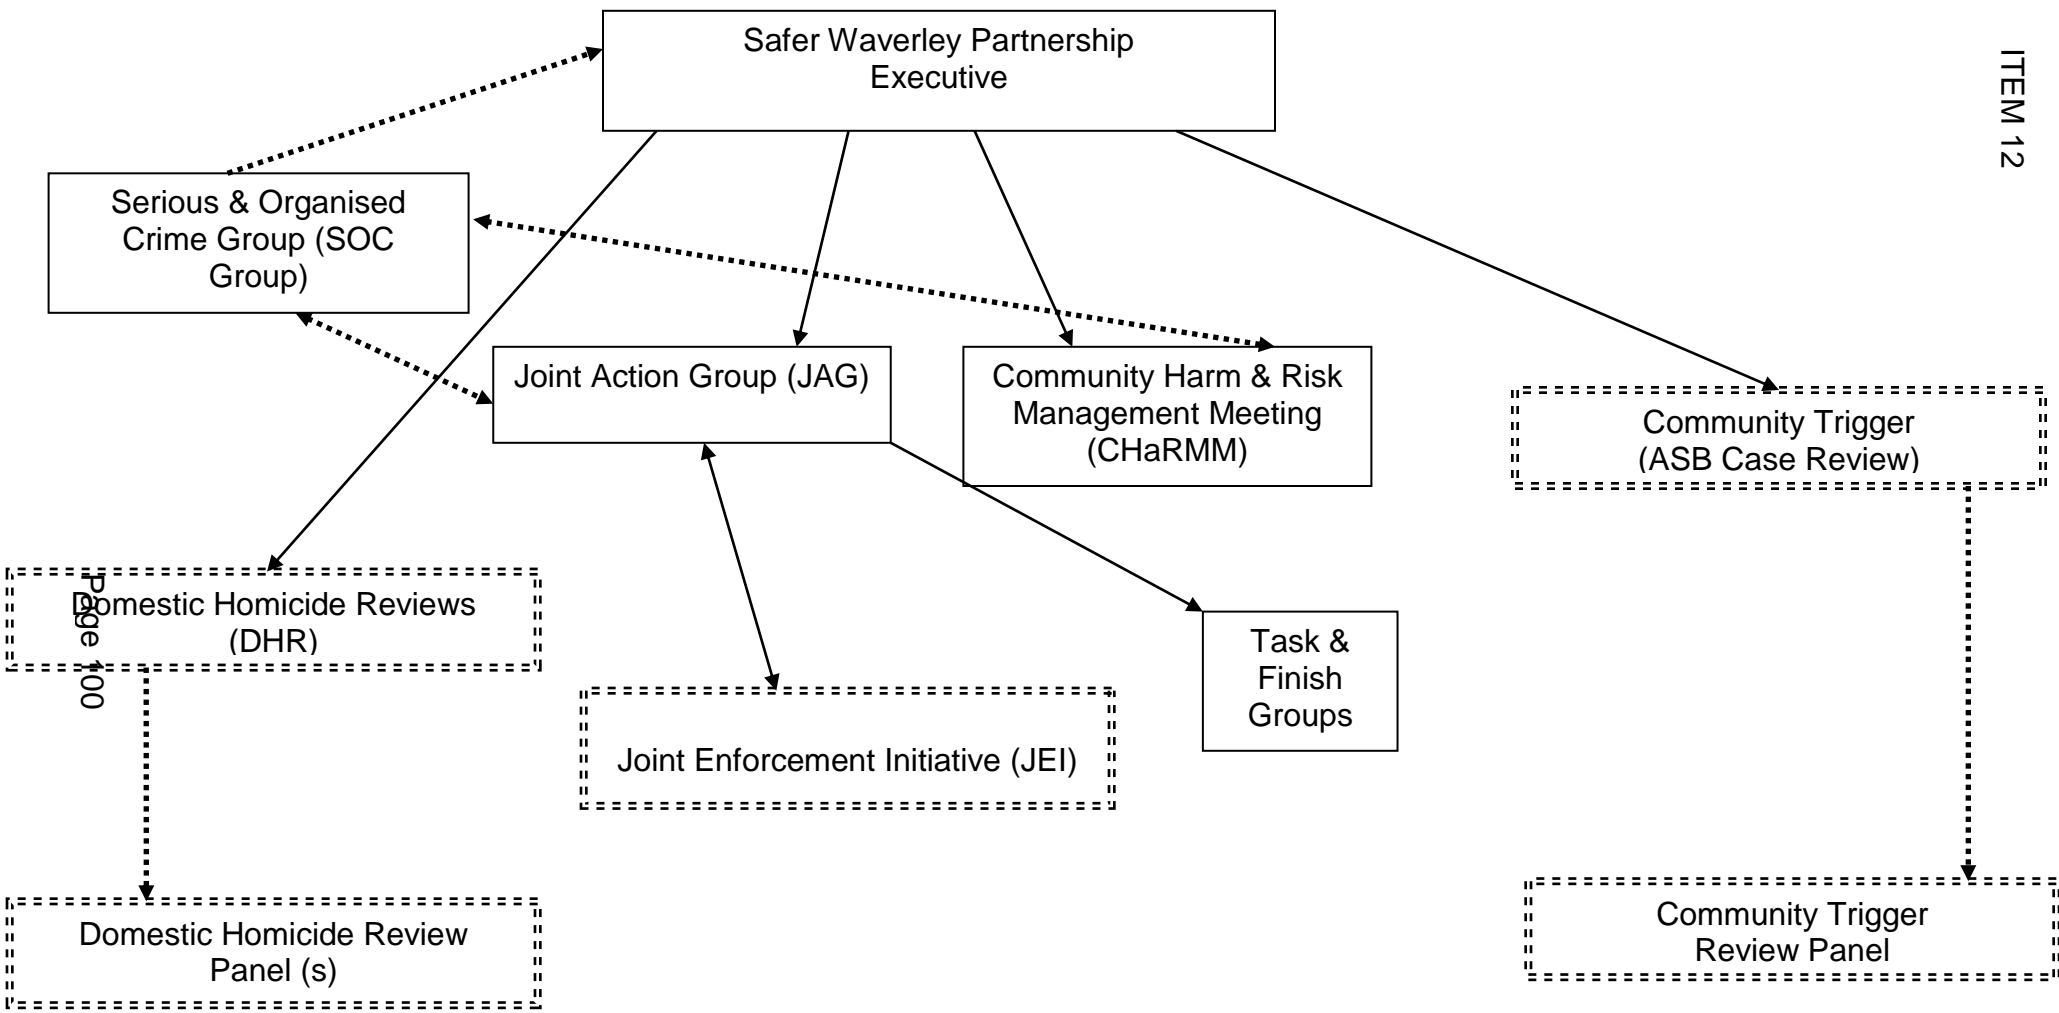 Safer Waverley Partnership
Executive
ITEM 12
Serious & Organised
Crime Group (SOC
Group)
Joint Action Group (JAG)
Community Harm & Risk
Management Meeting
(CHaRMM)
Community Trigger
(ASB Case Review)
Domestic Homicide Reviews
(DHR)
Page 100
Task &
Finish
Groups
Joint Enforcement Initiative (JEI)
Domestic Homicide Review
Panel (s)
Community Trigger
Review Panel